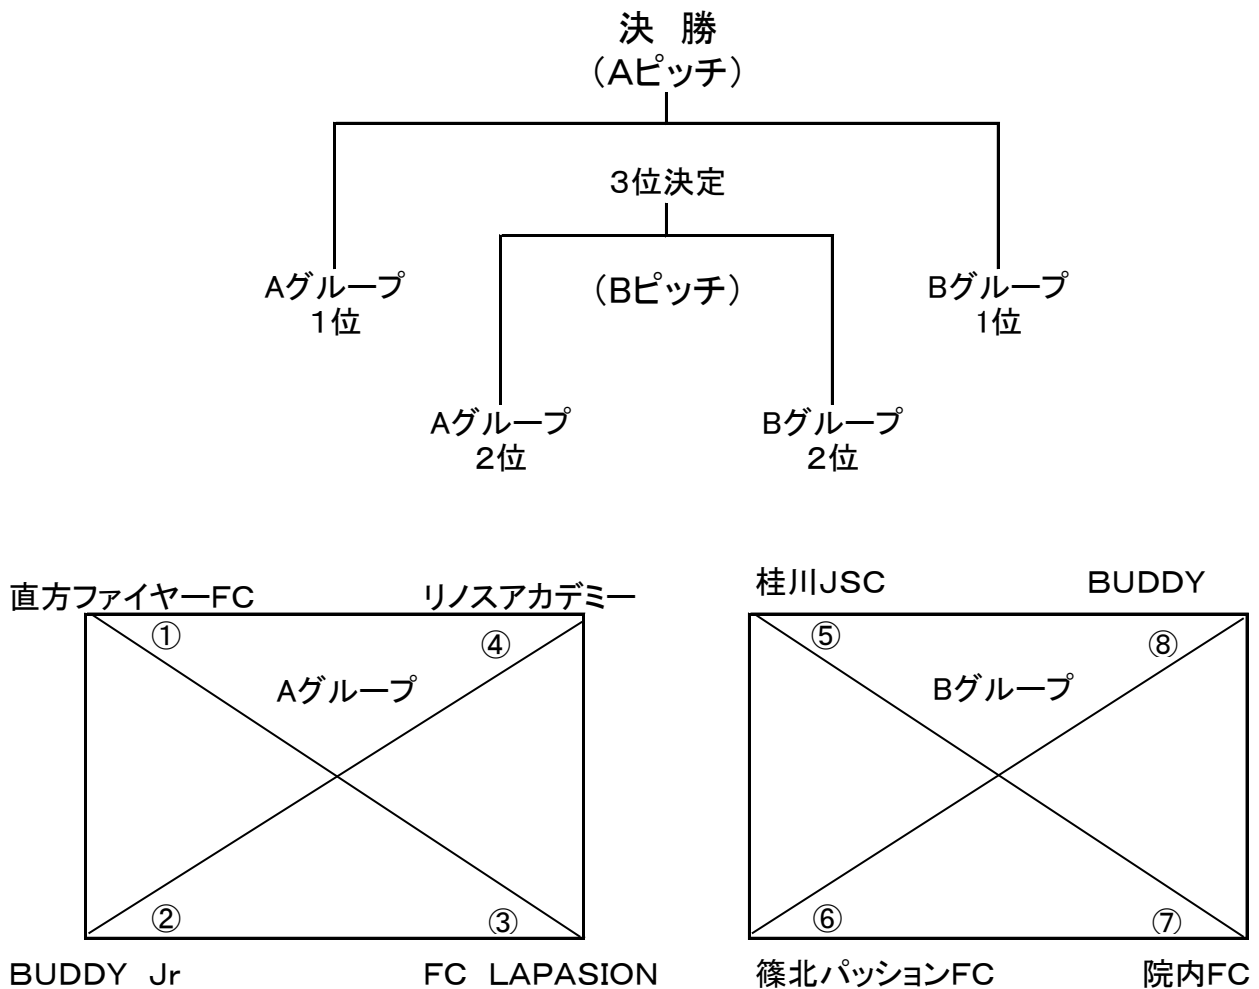 決 勝
（Aピッチ）
３位決定
Aグループ
１位
（Bピッチ）
Bグループ
1位
Aグループ
２位
Bグループ
２位
直方ファイヤーFC
リノスアカデミー
①
④
Aグループ
②
③
BUDDY Jr
FC LAPASION
桂川JSC
BUDDY
⑤
⑧
Bグループ
⑥
⑦
篠北パッションFC
院内FC